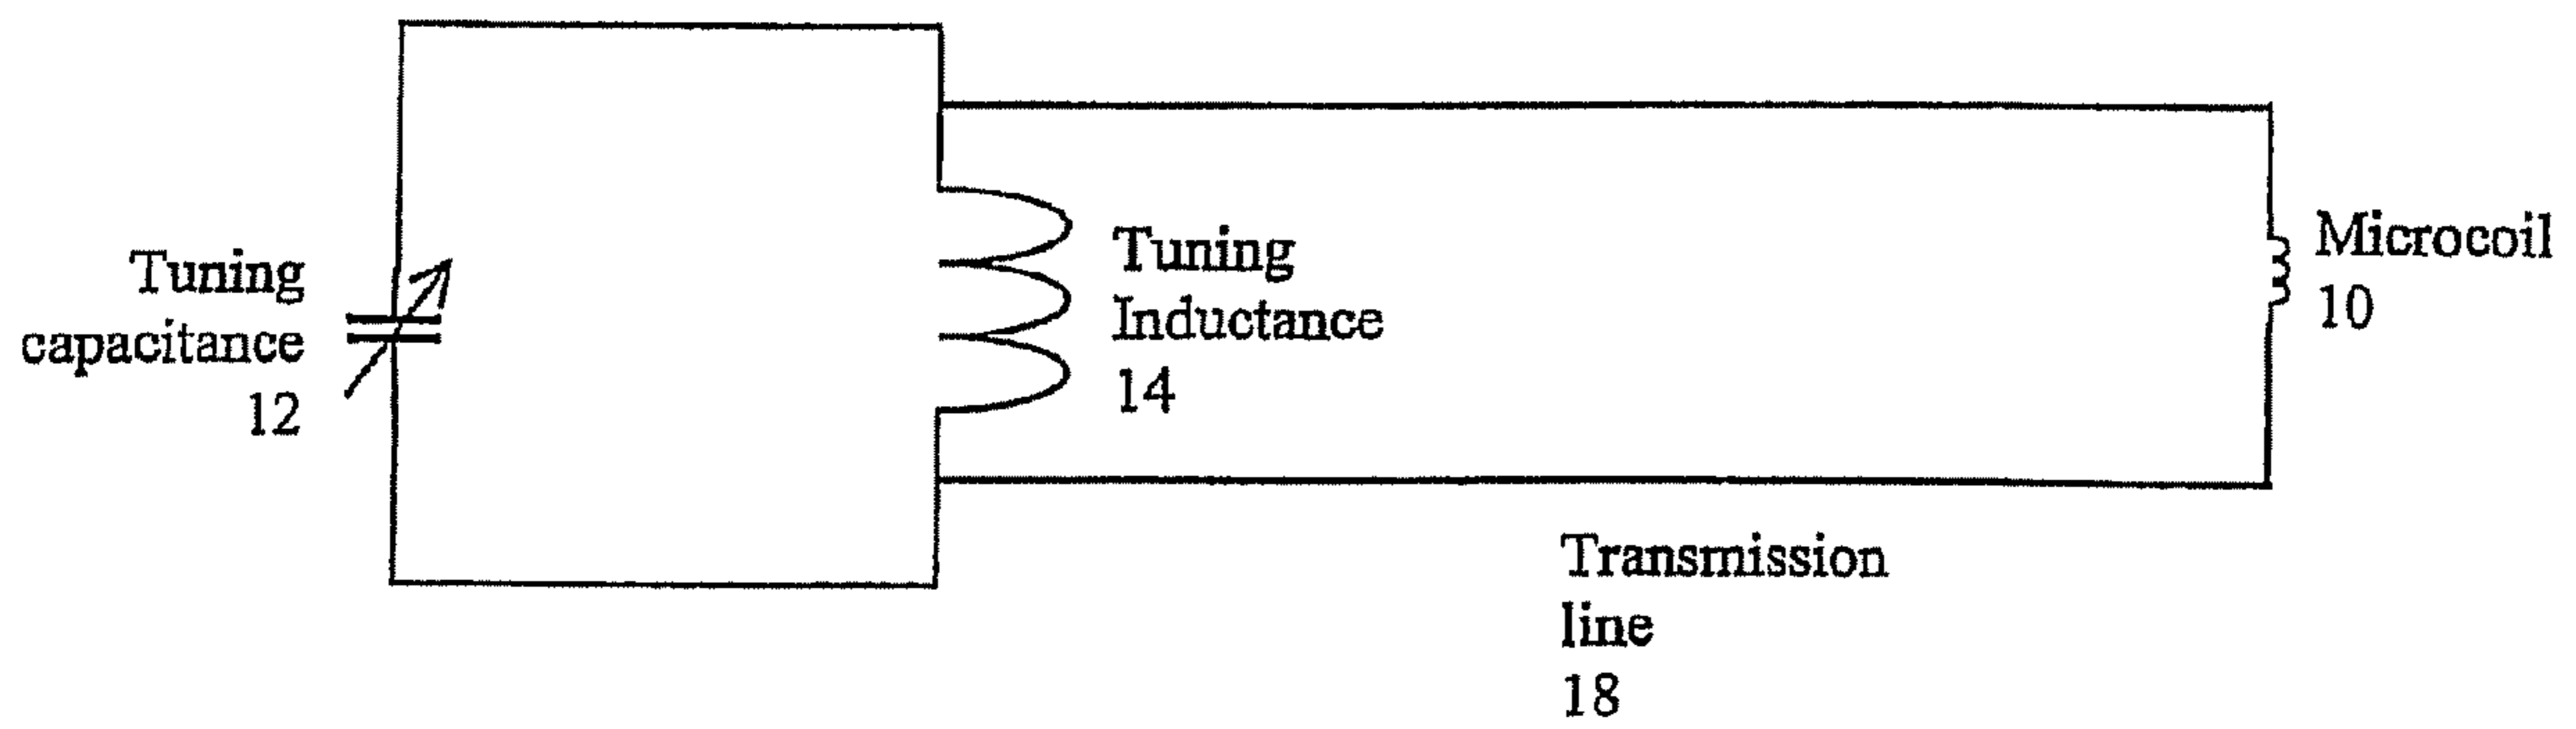 Tuning
capacitance
12
Tuning
Inductance
14
Microcoil
10
Transmission
line
18